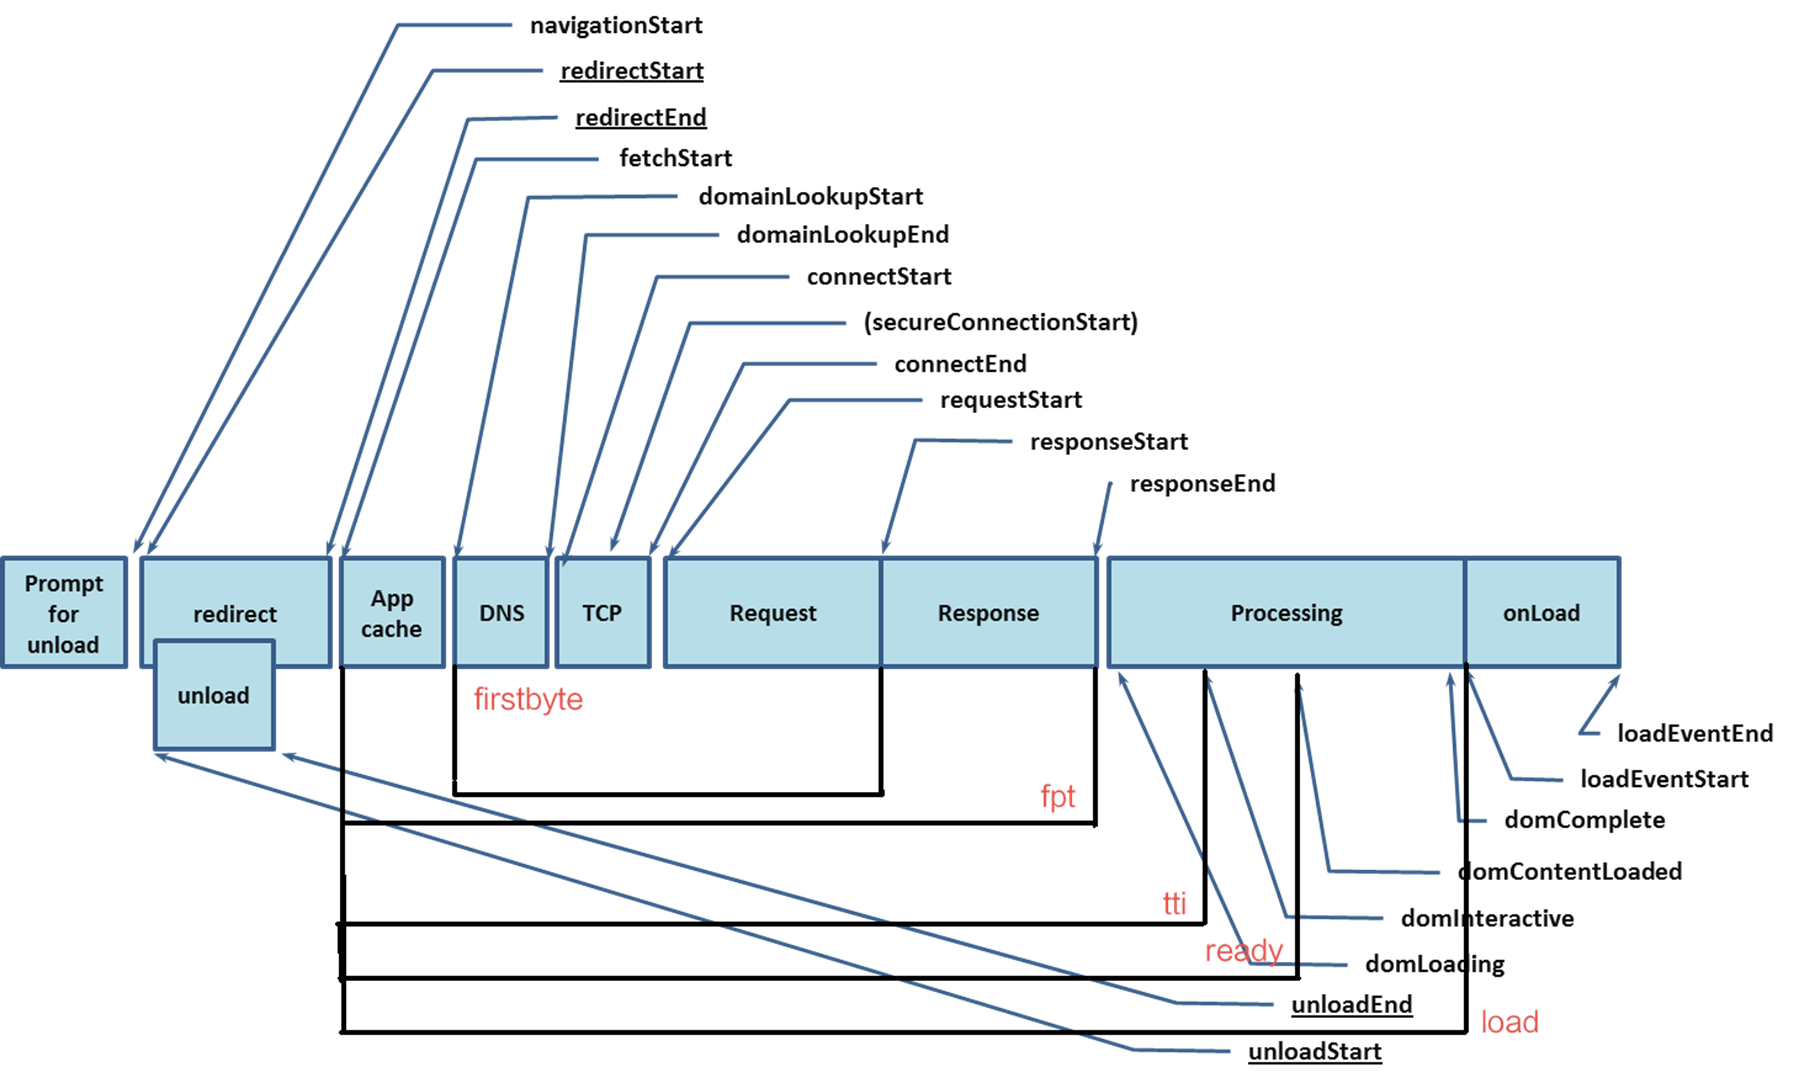 navigationStart
redirectStart
redirectEnd
fetchStart
domainLookupStart
domainLookupEnd
connectStart
(secureConnectionStart)
connectEnd
requestStart
responseStart
responseEnd
Prompt
for
unload
redirect
unload
App
cache
DNS
TCP
Request
Response
Processing
onLoad
firstbyte
fpt
tti
ready
load
loadEventEnd
loadEventStart
domComplete
domContentLoaded
domInteractive
domLoading
unloadEnd
unloadStart